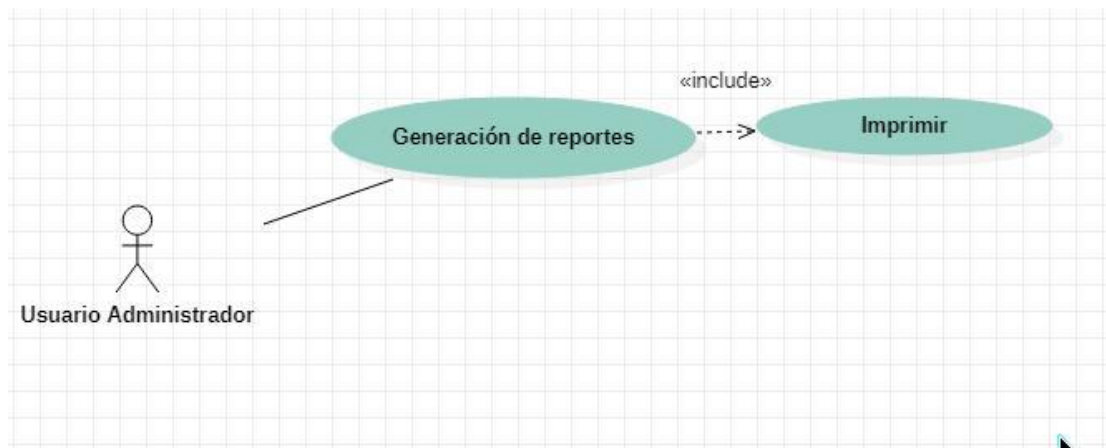 «include»
Generación de reportes
Imprimir
Usuario Administrador